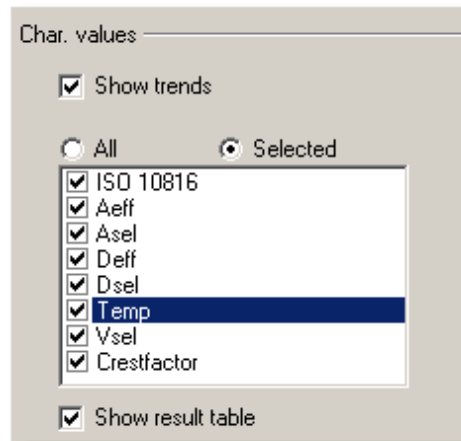 Char. values
Show trends
All Selected
ISO 10816
Aeff
Asel
Deff
Dsel
Temp
Vsel
Crestfactor
Show result table